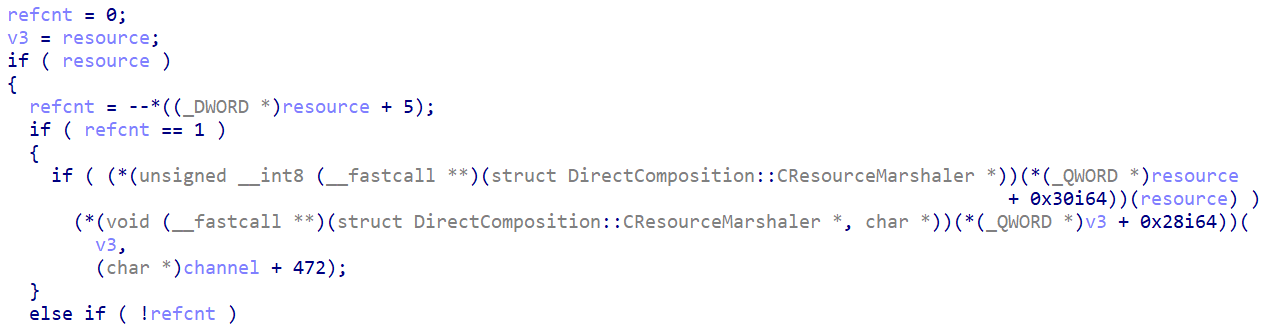 refcnt = 0;
v3 = resource;
if ( resource )
{
refcnt = --*((_DWORD *)resource + 5);
if ( refcnt == 1 )
{
if ( (*(unsigned __int8 (__fastcall **)(struct DirectComposition::CResourceMarshaler *))(*(_QWORD *)resource
+ 0x30i64))(resource) )
(*(void (__fastcall **)(struct DirectComposition::CResourceMarshaler *, char *))(*(_QWORD *)v3 + 0x28i64))(
v3,
(char *)channel + 472);
}
else if ( !refcnt )